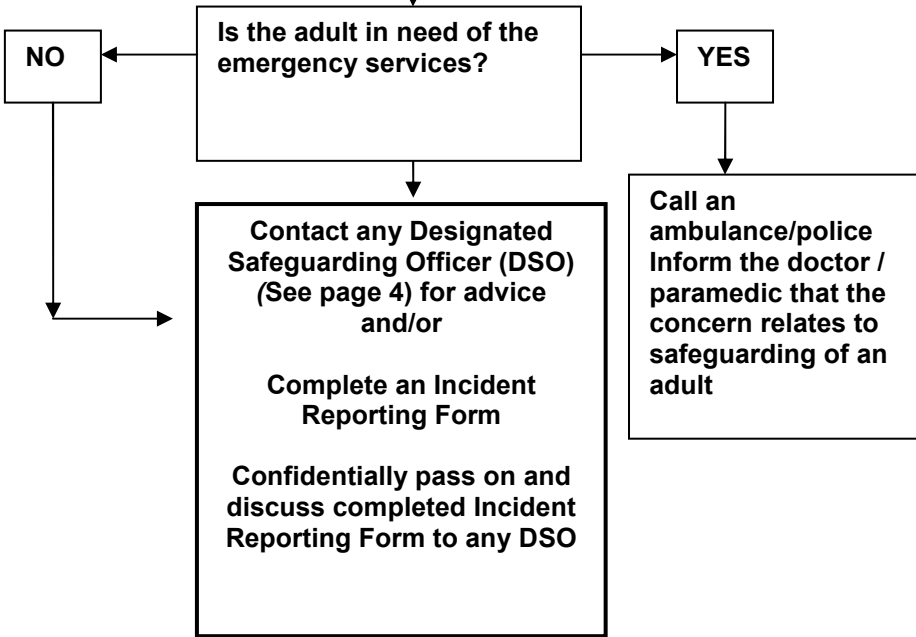 Is the adult in need of the
emergency services?
NO
YES
Contact any Designated
Safeguarding Officer (DSO)
(See page 4) for advice
and/or
Complete an Incident
Reporting Form
Confidentially pass on and
discuss completed Incident
Reporting Form to any DSO
Call an
ambulance/police
Inform the doctor /
paramedic that the
concern relates to
safeguarding of an
adult